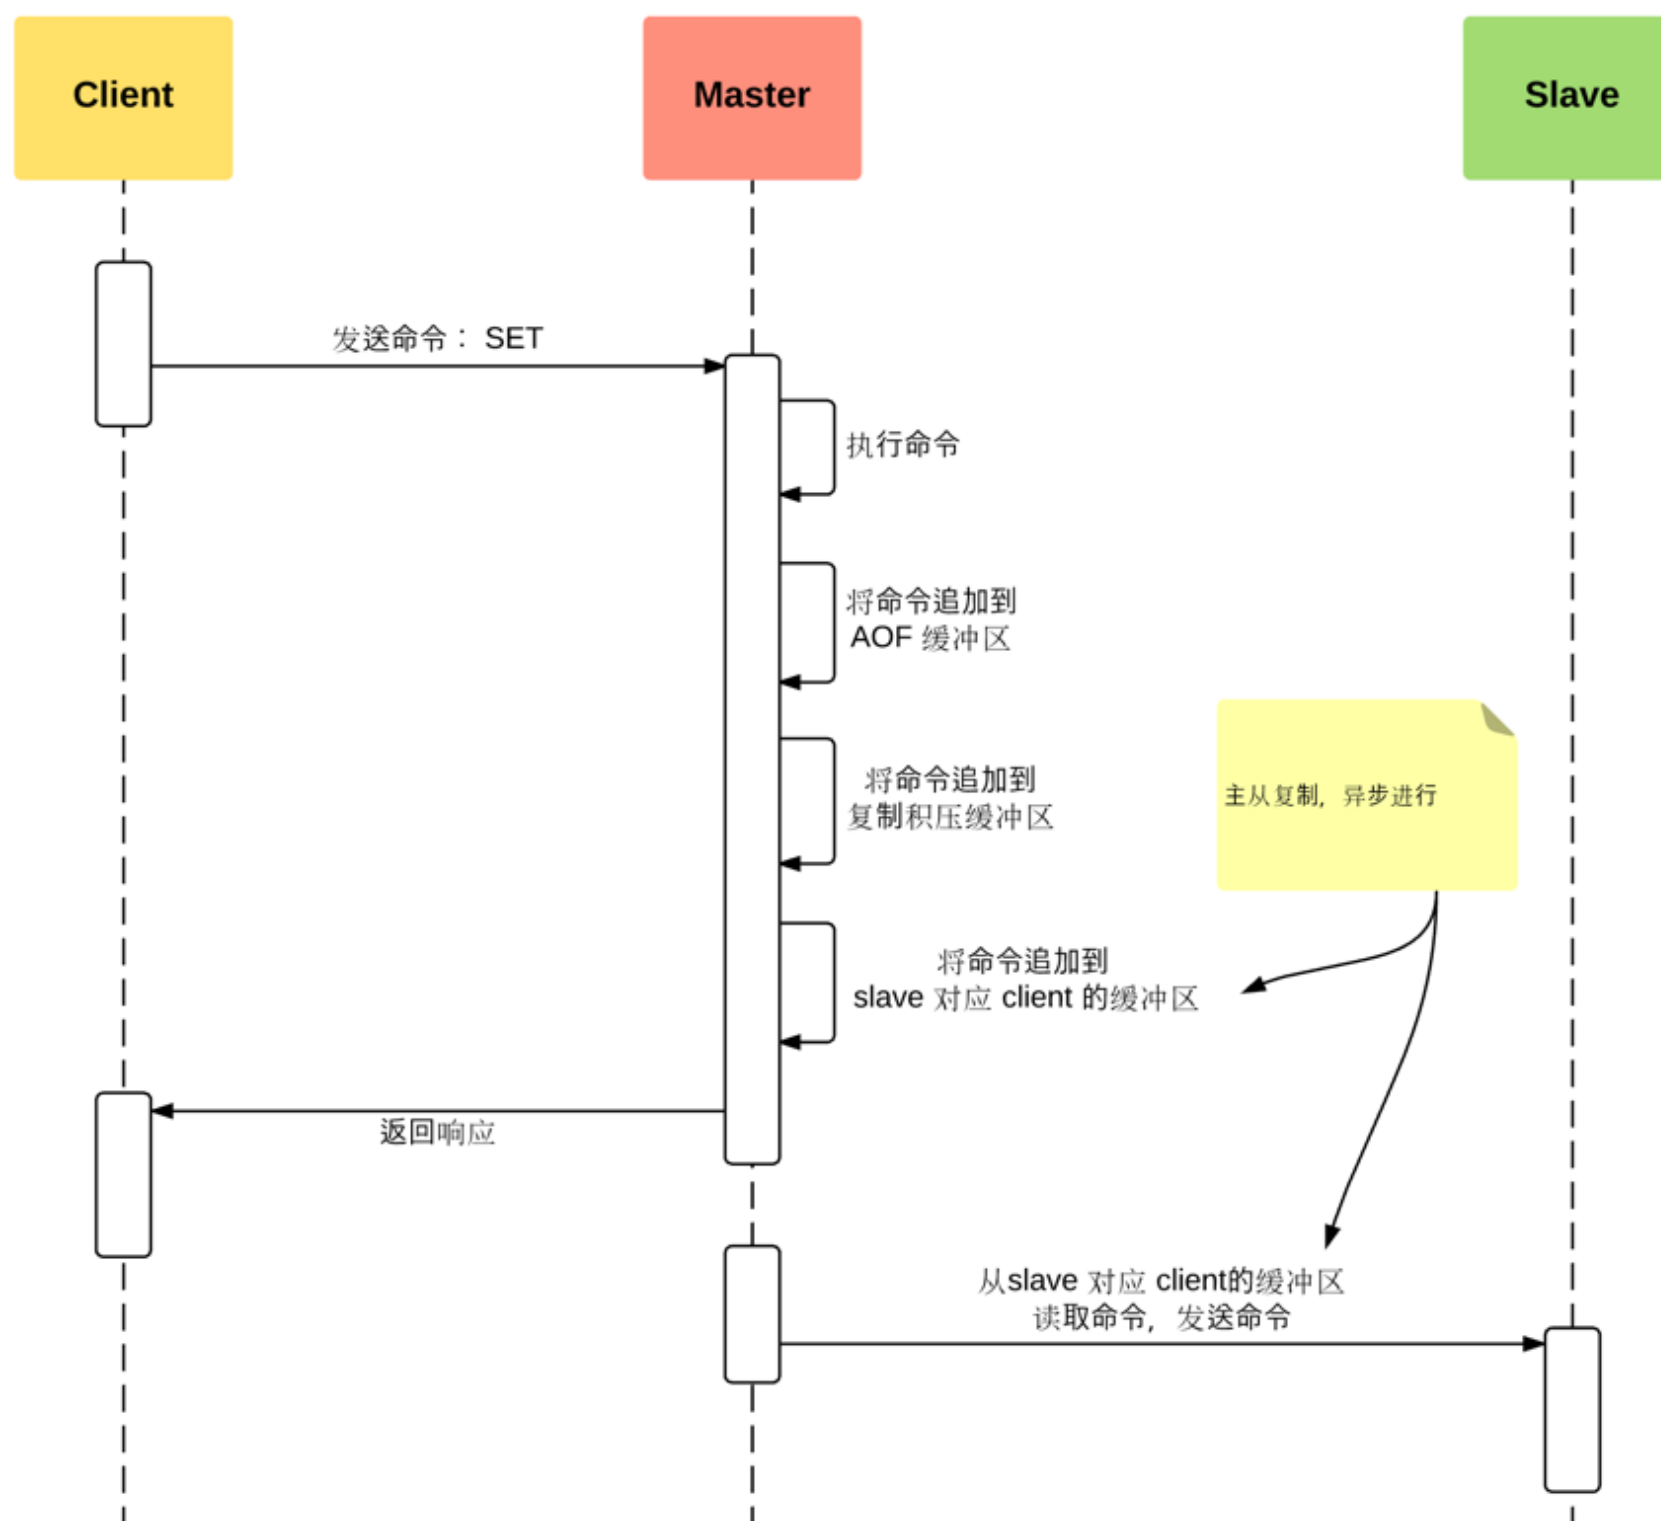 Client
Master
Slave
发送命令： SET
执行命令
将命令追加到
AOF 缓冲区
将命令追加到
复制积压缓冲区
主从复制，异步进行
将命令追加到
slave 对应 client 的缓冲区
返回响应
从slave 对应 client的缓冲区
读取命令，发送命令